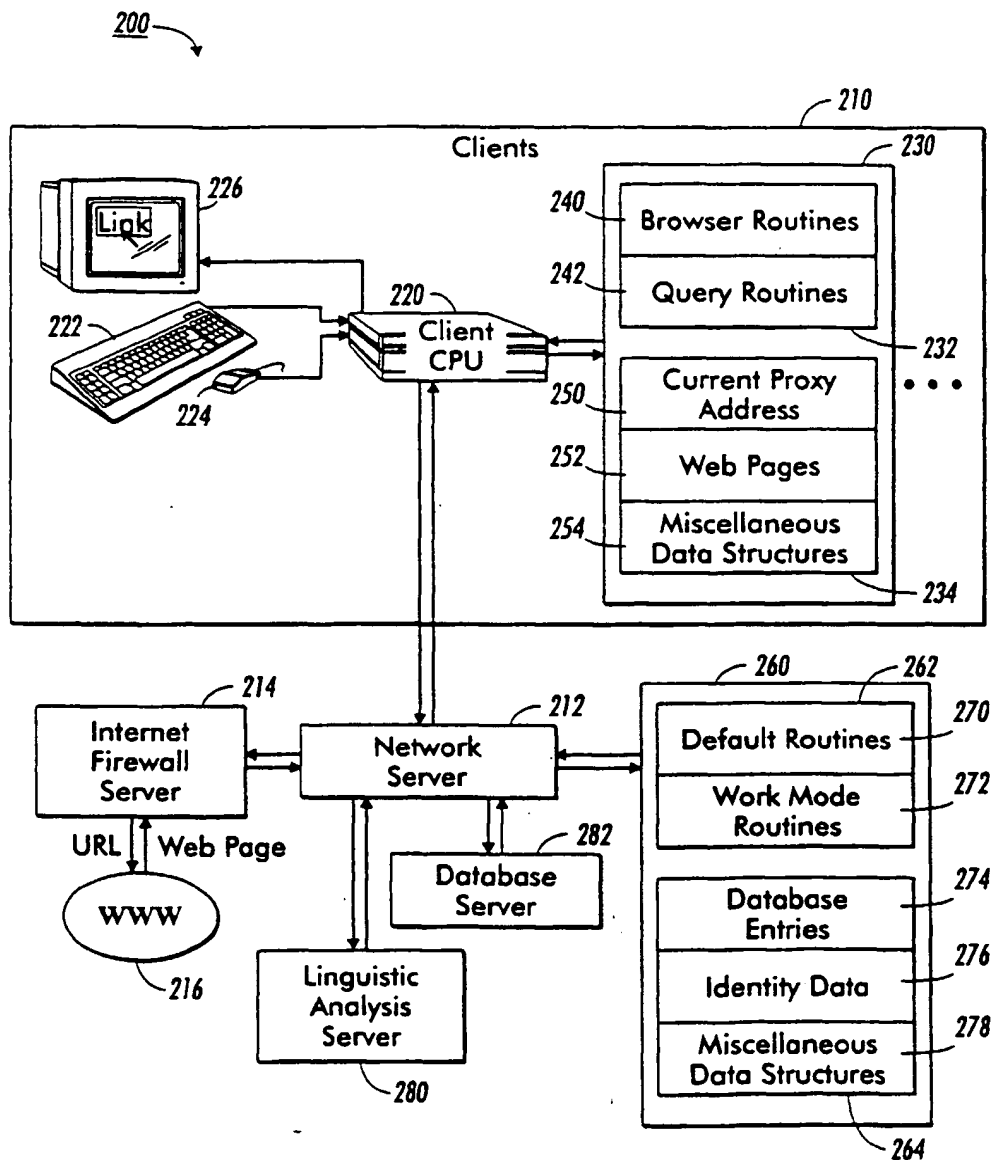 200
210
Clients
230
226
Link
240
Browser Routines
242
Query Routines
232
222
220
Client
CPU
224
250
Current Proxy
Address
252
Web Pages
254
Miscellaneous
Data Structures
234
214
Internet
Firewall
Server
212
Network
Server
260
262
270
Default Routines
272
Work Mode
Routines
URL
Web Page
WWW
216
282
Database
Server
274
Database
Entries
276
Identity Data
278
Miscellaneous
Data Structures
264
Linguistic
Analysis
Server
280